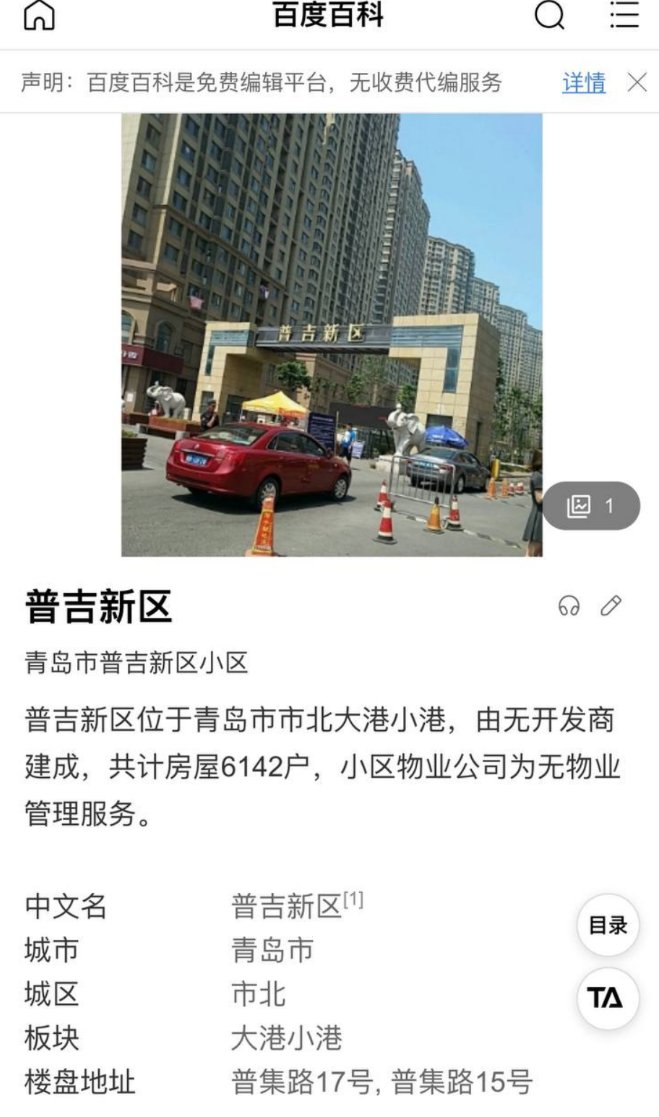 百度百科
声明：百度百科是免费编辑平台，无收费代编服务 详情
普吉新区
1
普吉新区
青岛市普吉新区小区
普吉新区位于青岛市市北大港小港，由无开发商
建成，共计房屋6142户，小区物业公司为无物业
管理服务。
中文名 普吉新区[1]
目录
城市 青岛市
城区 市北
TA
板块 大港小港
楼盘地址 普集路17号, 普集路15号